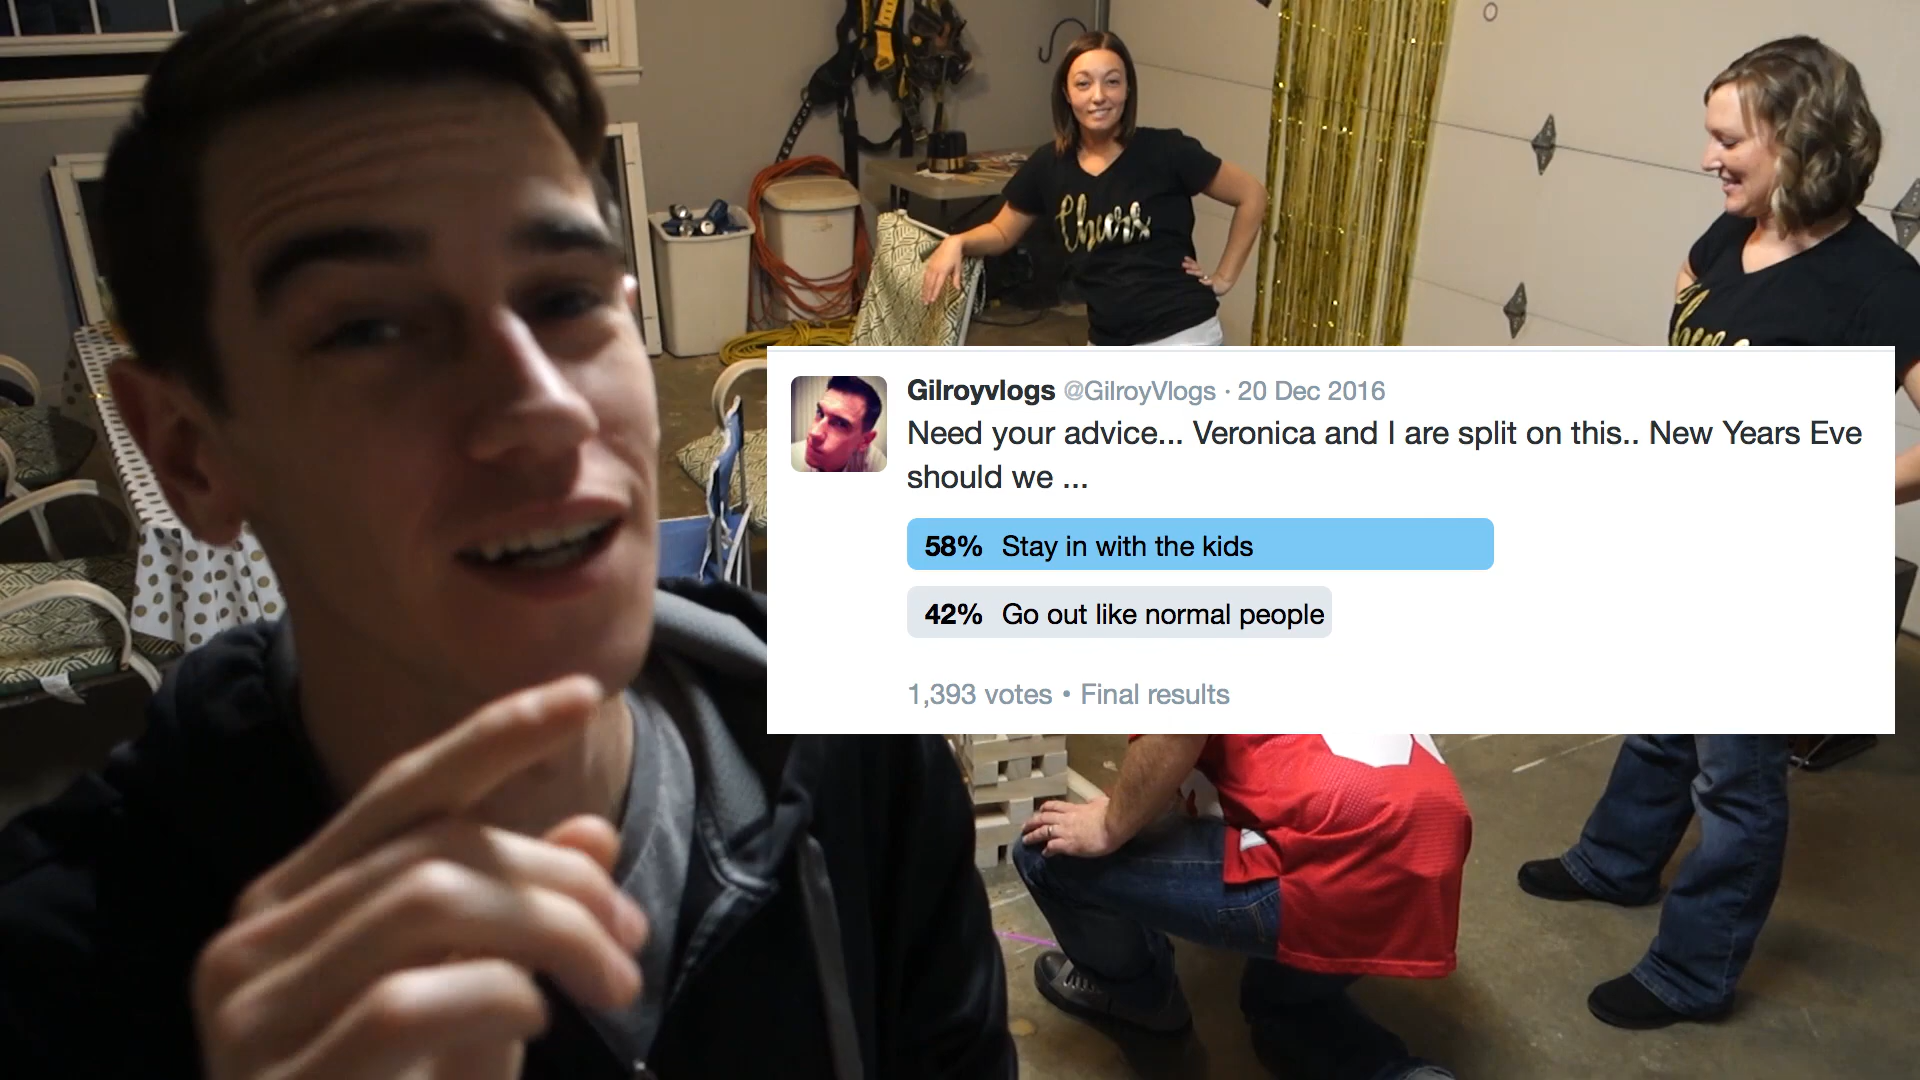 Cheers
Gilroyvlogs @GilroyVlogs · 20 Dec 2016
Need your advice... Veronica and I are split on this.. New Years Eve
should we ...
58% Stay in with the kids
42% Go out like normal people
1,393 votes • Final results